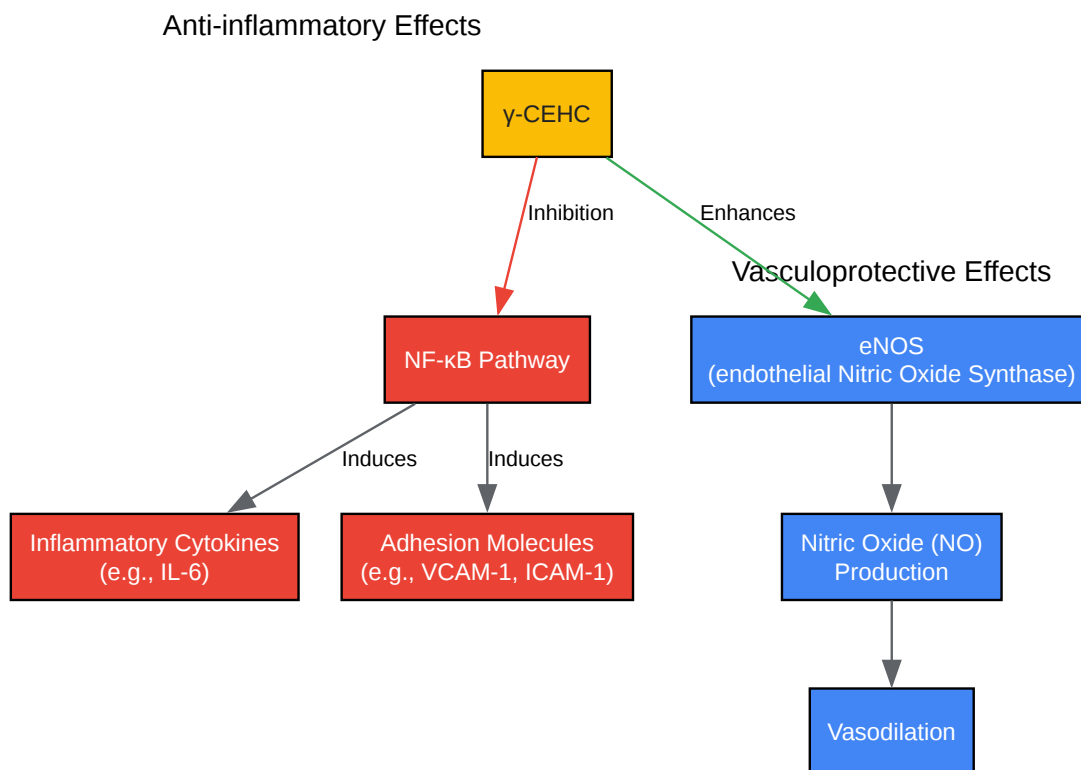 Anti-inflammatory Effects
γ-CEHC
Inhibition
Enhances
Vasculoprotective Effects
NF-κB Pathway
eNOS
(endothelial Nitric Oxide Synthase)
Induces
Induces
Inflammatory Cytokines
(e.g., IL-6)
Adhesion Molecules
(e.g., VCAM-1, ICAM-1)
Nitric Oxide (NO)
Production
Vasodilation